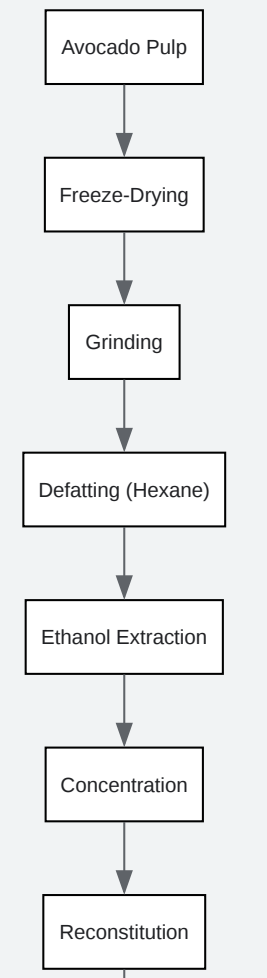 Avocado Pulp
Freeze-Drying
Grinding
Defatting (Hexane)
Ethanol Extraction
Concentration
Reconstitution